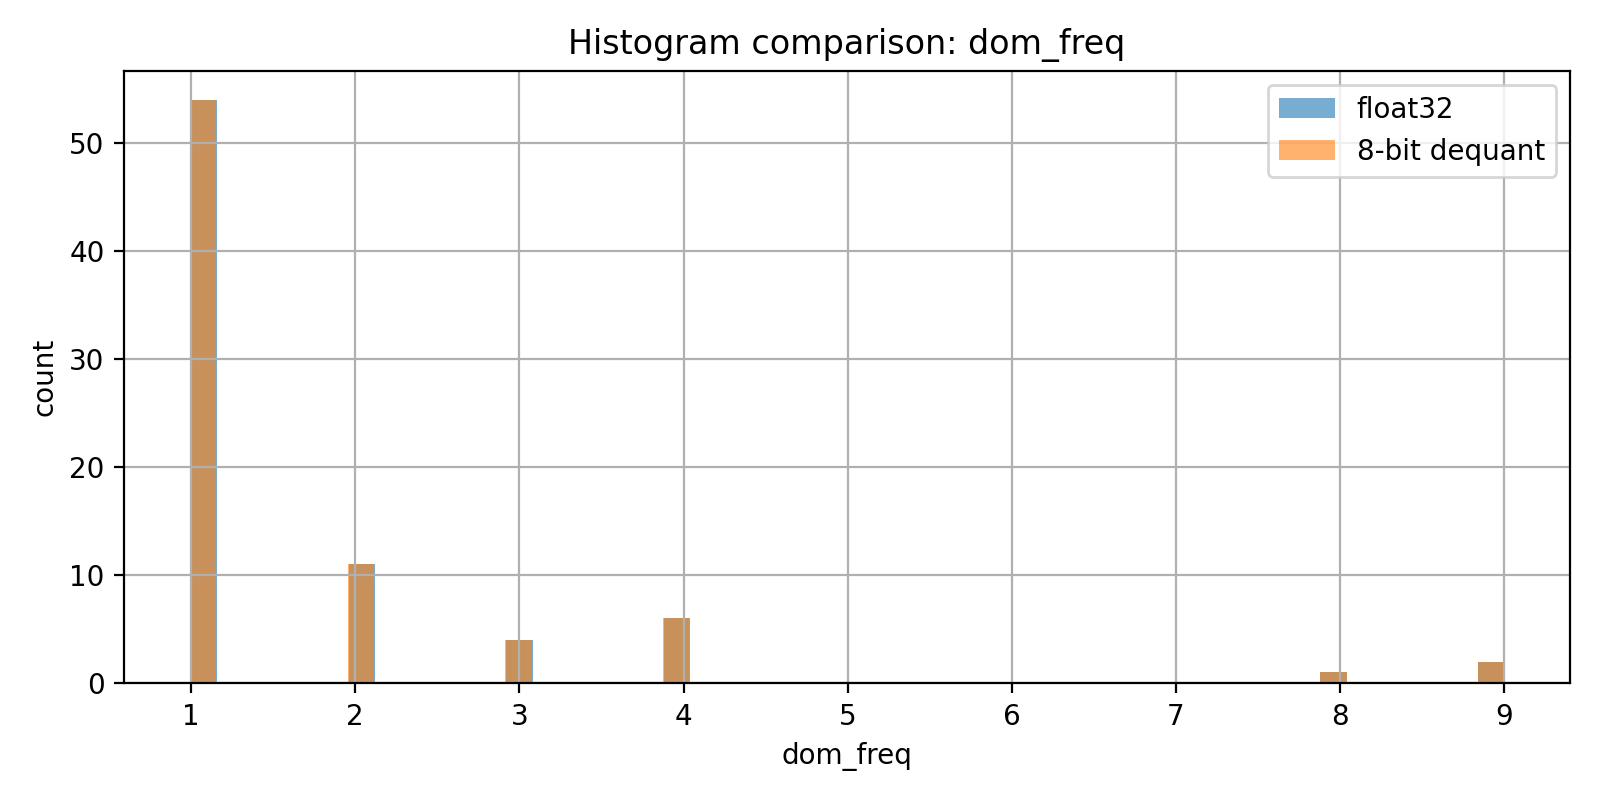 Histogram comparison: dom_freq
float32
8-bit dequant
50
40
30
20
10
0
count
1 2 3 4 5 6 7 8 9
dom_freq